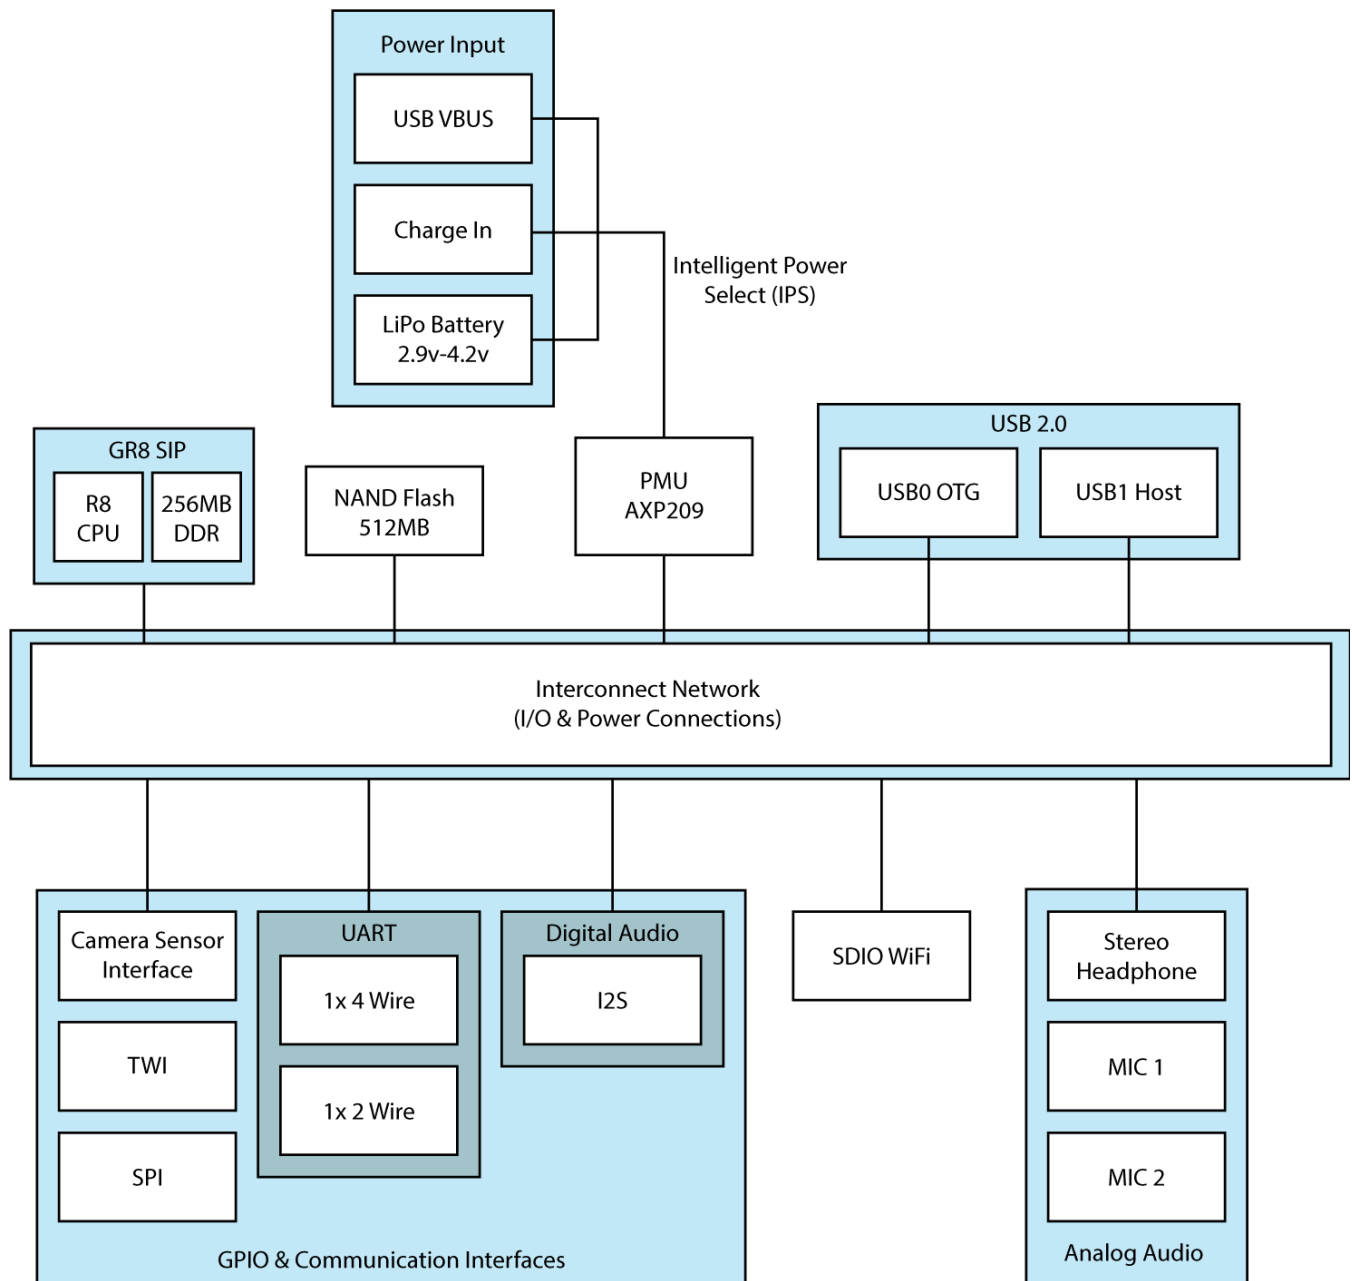 Power Input
USB VBUS
Charge In
LiPo Battery
2.9v-4.2v
Intelligent Power
Select (IPS)
GR8 SIP
R8
CPU
256MB
DDR
NAND Flash
512MB
PMU
AXP209
USB 2.0
USB0 OTG
USB1 Host
Interconnect Network
(I/O & Power Connections)
Camera Sensor
Interface
TWI
SPI
UART
1x 4 Wire
1x 2 Wire
Digital Audio
I2S
GPIO & Communication Interfaces
SDIO WiFi
Stereo
Headphone
MIC 1
MIC 2
Analog Audio